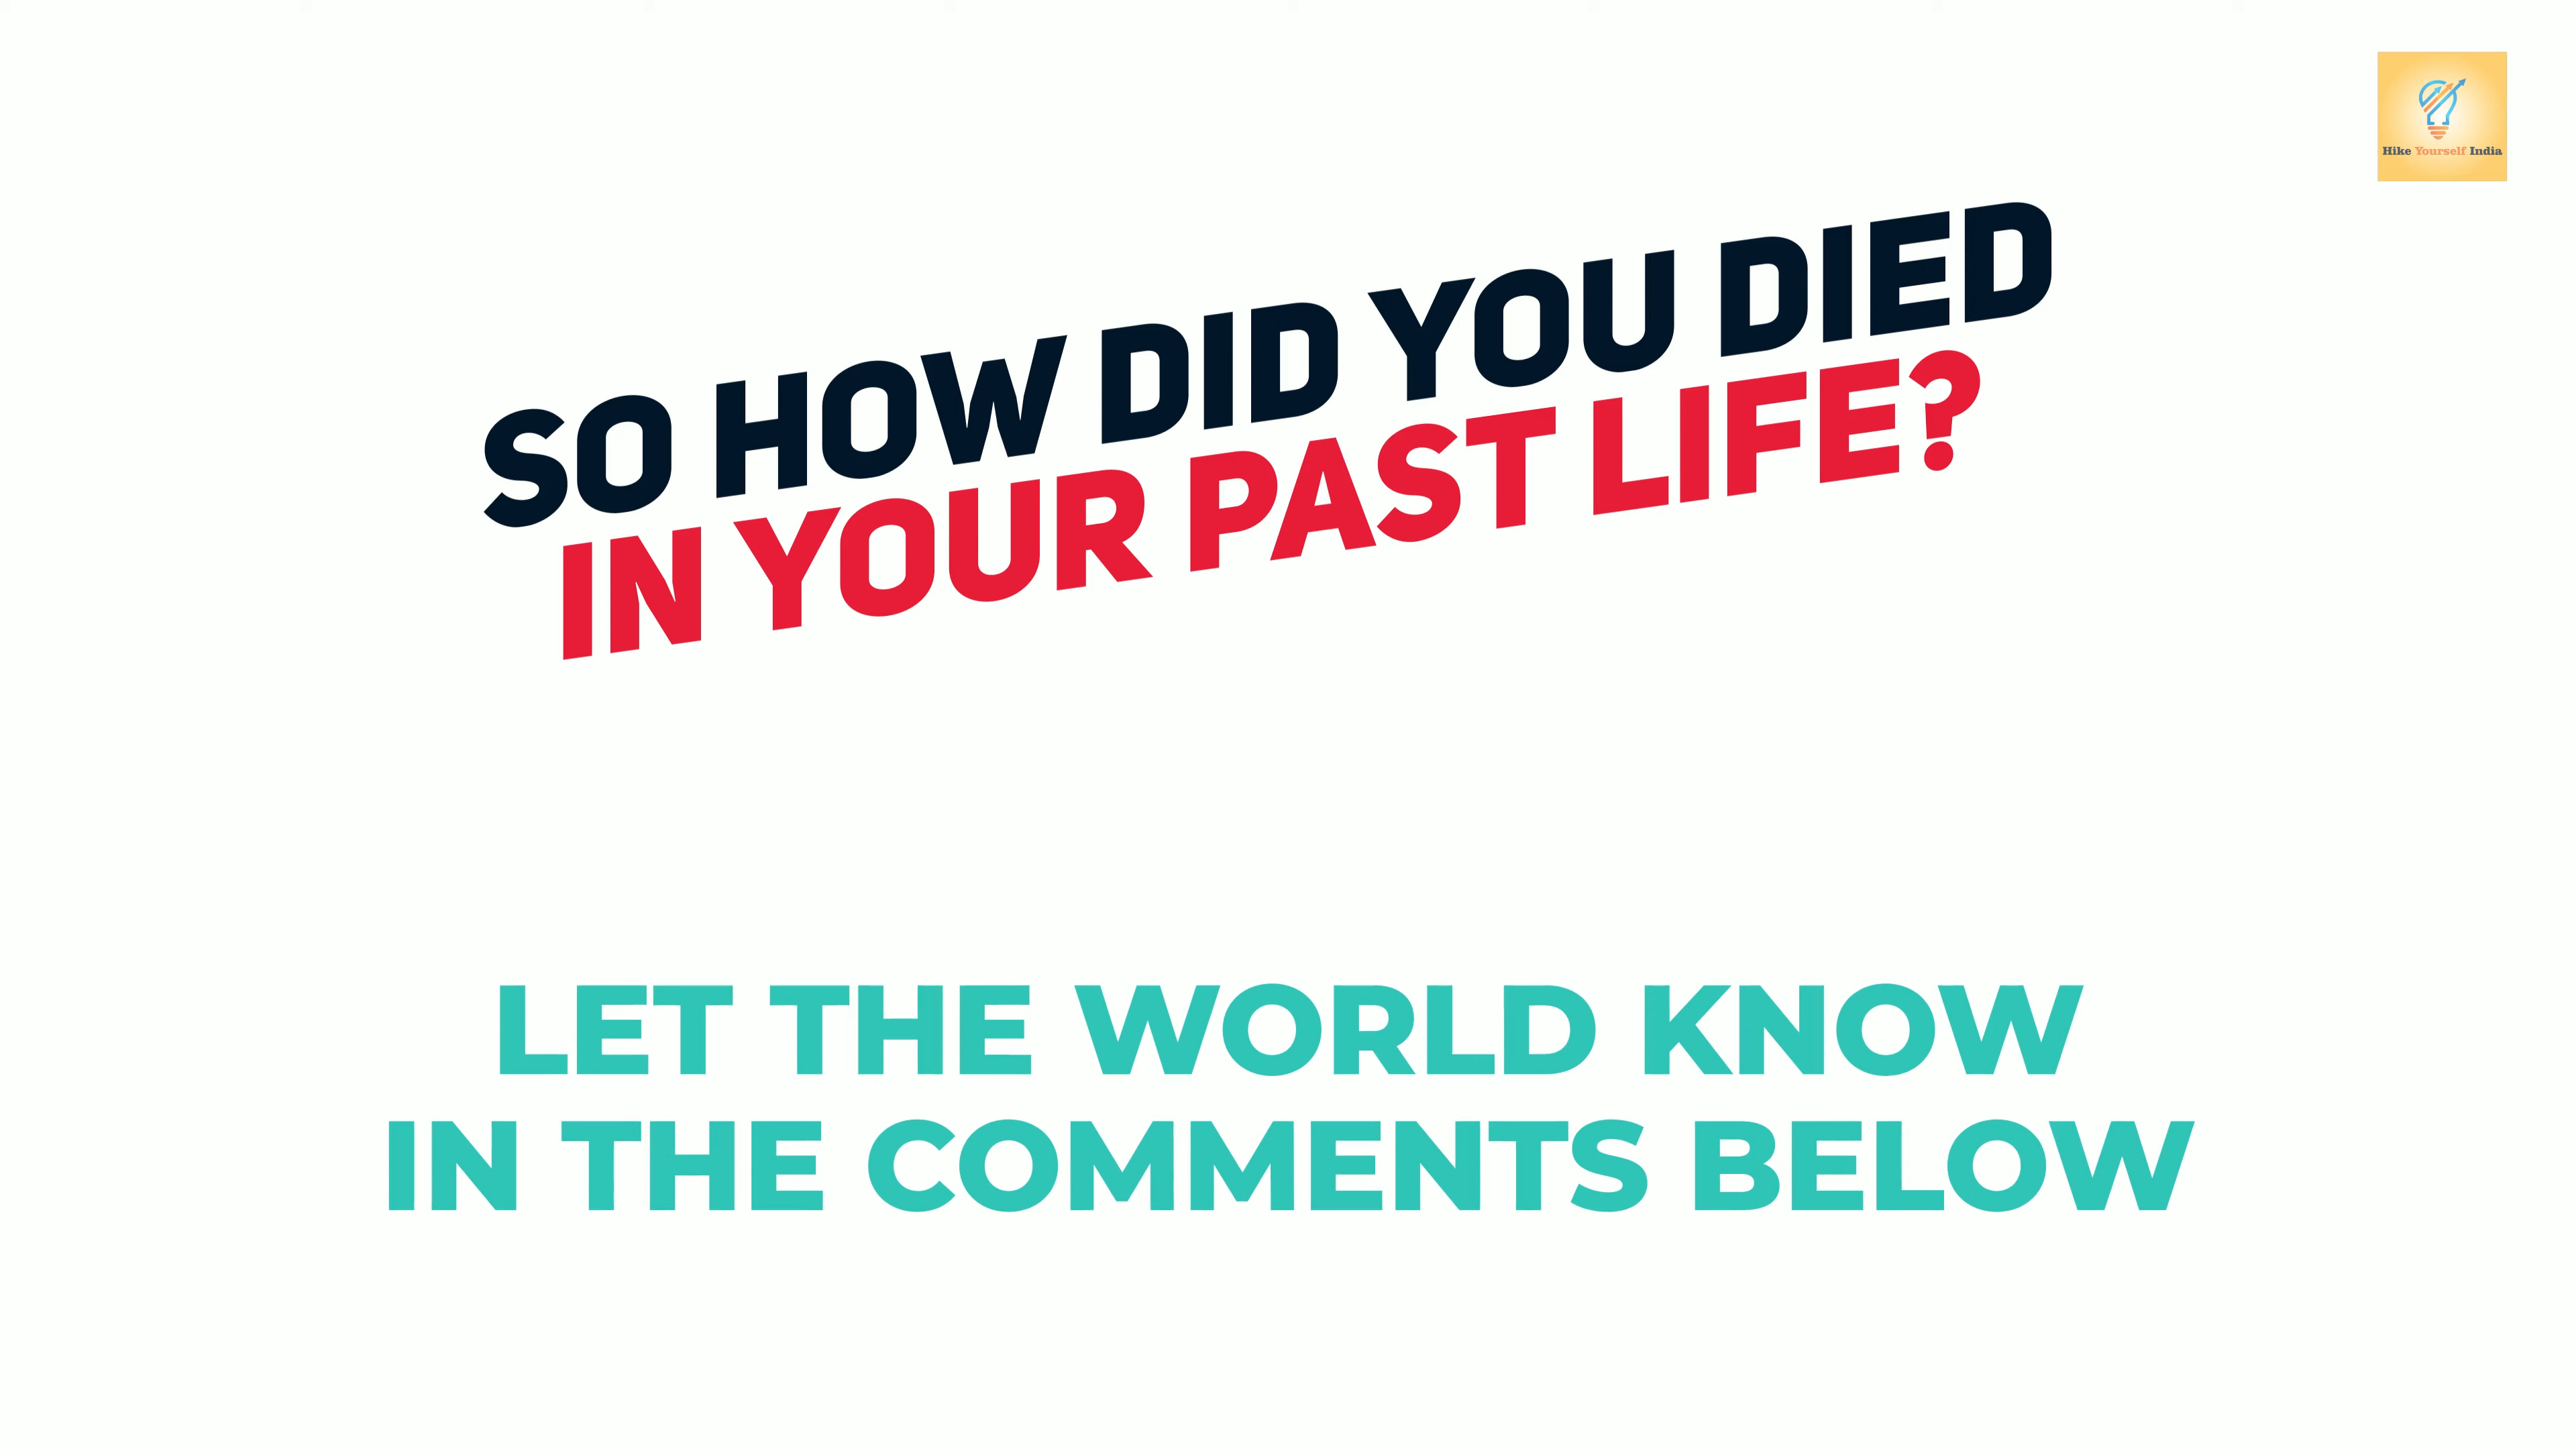 Hike Yourself India
SO HOW DID YOU DIED
IN YOUR PAST LIFE?
LET THE WORLD KNOW
IN THE COMMENTS BELOW